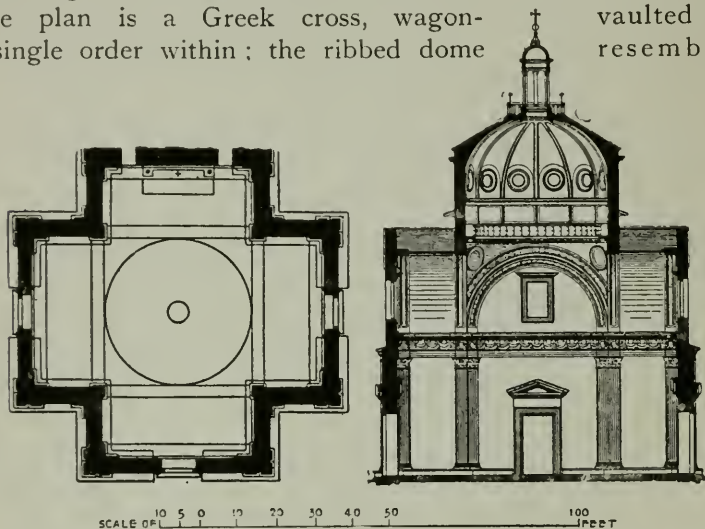 e plan is a Greek cross, wagon-
single order within; the ribbed dome
vaulted
resemb
SCALE OF 10 5 0 10 20 30 40 50 100 FEET